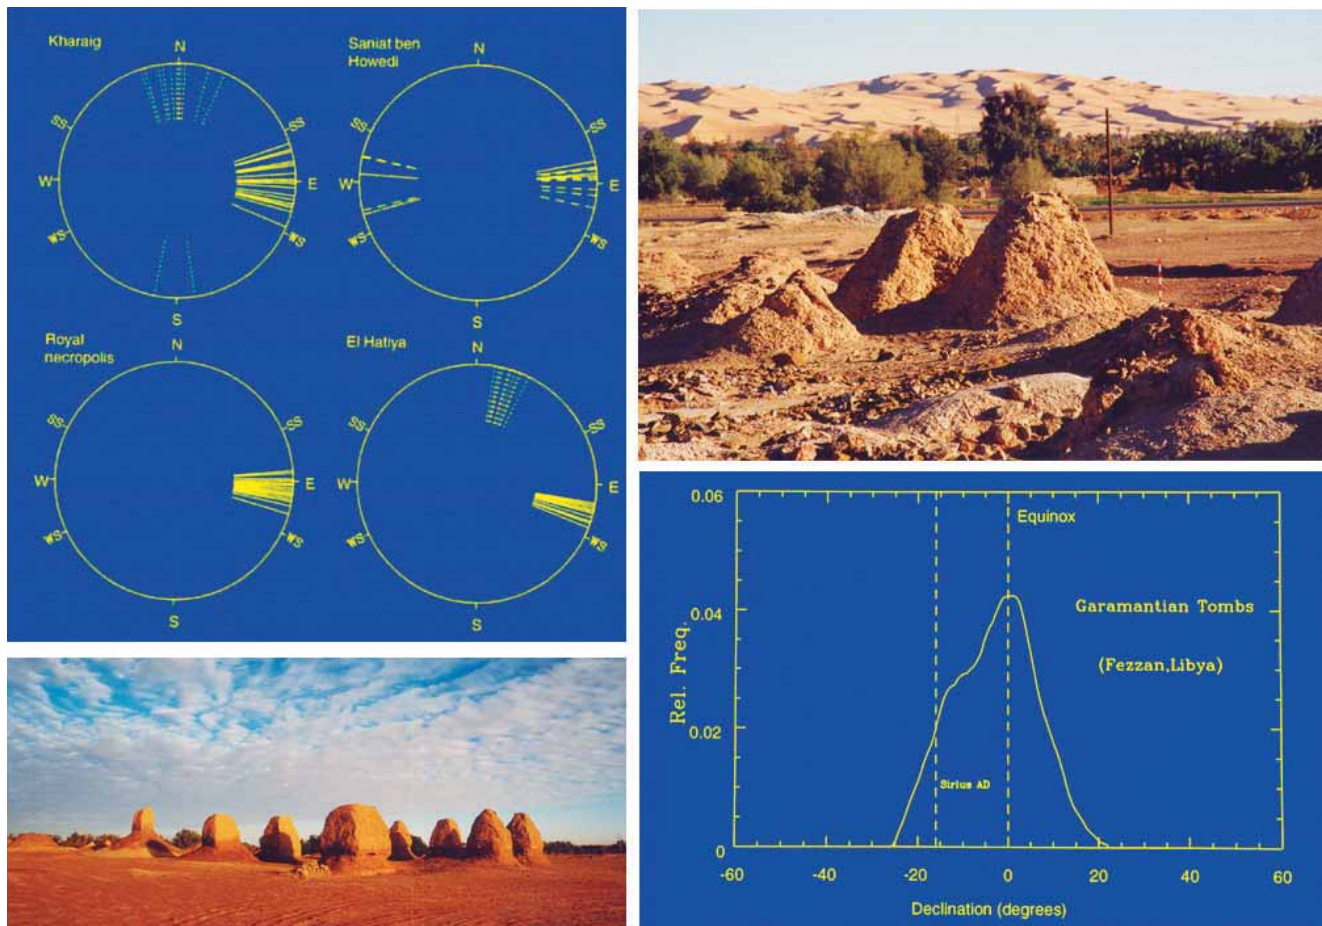 Kharaig
N
SS
SS
W
E
WS
WS
S
Saniat ben
Howedi
N
SS
SS
W
E
WS
WS
S
Royal
necropolis
N
SS
SS
W
E
WS
WS
S
El Hatiya
N
SS
SS
W
E
WS
WS
S
0.06
Equinox
0.04
Garamantian Tombs
(Fezzan,Libya)
Rel. Freq.
0.02
Sirius AD
0
-60
-40
-20
0
20
40
60
Declination (degrees)